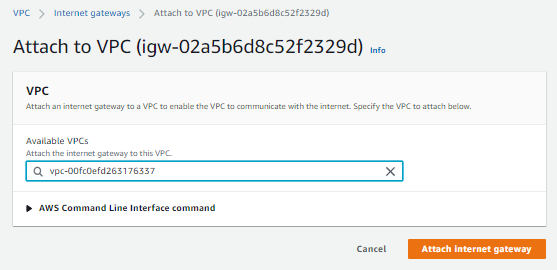 VPC > Internet gateways > Attach to VPC (igw-02a5b6d8c52f2329d)
Attach to VPC (igw-02a5b6d8c52f2329d) Info
VPC
Attach an internet gateway to a VPC to enable the VPC to communicate with the internet. Specify the VPC to attach below.
Available VPCs
Attach the internet gateway to this VPC.
vpc-00fc0efd263176337
AWS Command Line Interface command
Cancel Attach internet gateway